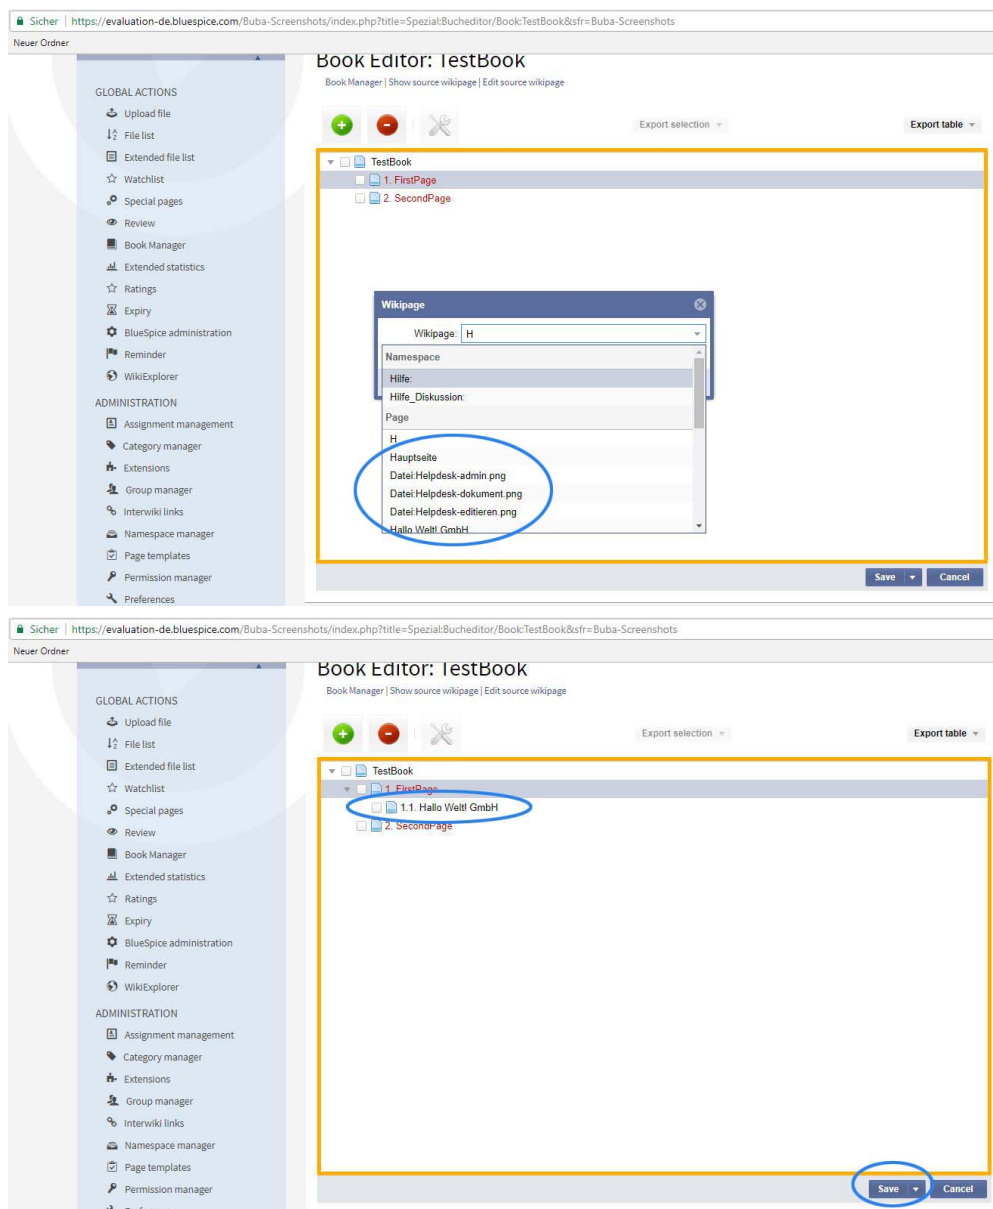 Sicher | https://evaluation-de.bluespice.com/Buba-Screenshots/index.php?title=Spezial:Bucheditor/Book:TestBook&sfr=Buba-Screenshots
Neuer Ordner
Book Editor: TestBook
Book Manager | Show source wikipage | Edit source wikipage
GLOBAL ACTIONS
Upload file
File list
Extended file list
Watchlist
Special pages
Review
Book Manager
Extended statistics
Ratings
Expiry
BlueSpice administration
Reminder
WikiExplorer
ADMINISTRATION
Assignment management
Category manager
Extensions
Group manager
Interwiki links
Namespace manager
Page templates
Permission manager
Preferences
Export selection
Export table
TestBook
1. FirstPage
2. SecondPage
Wikipage
Wikipage: H
Namespace
Hilfe:
Hilfe_Diskussion:
Page
H
Hauptseite
Datei:Helpdesk-admin.png
Datei:Helpdesk-dokument.png
Datei:Helpdesk-editieren.png
Hallo Welt! GmbH
Save
Cancel
Sicher | https://evaluation-de.bluespice.com/Buba-Screenshots/index.php?title=Spezial:Bucheditor/Book:TestBook&sfr=Buba-Screenshots
Neuer Ordner
Book Editor: TestBook
Book Manager | Show source wikipage | Edit source wikipage
GLOBAL ACTIONS
Upload file
File list
Extended file list
Watchlist
Special pages
Review
Book Manager
Extended statistics
Ratings
Expiry
BlueSpice administration
Reminder
WikiExplorer
ADMINISTRATION
Assignment management
Category manager
Extensions
Group manager
Interwiki links
Namespace manager
Page templates
Permission manager
Export selection
Export table
TestBook
1. FirstPage
1.1. Hallo Welt! GmbH
2. SecondPage
Save
Cancel